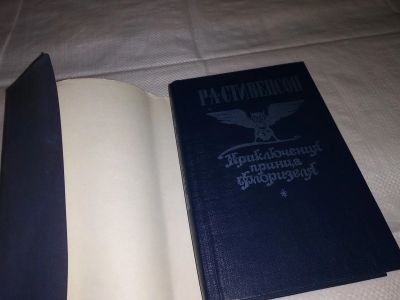 Р.А.СТИВЕНСОН
Приключения
принца
Флоризеля
*